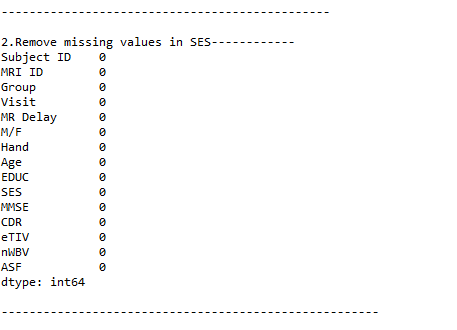 -----------------------------------------------
2.Remove missing values in SES------------
Subject ID    0
MRI ID        0
Group         0
Visit         0
MR Delay      0
M/F           0
Hand          0
Age           0
EDUC          0
SES           0
MMSE          0
CDR           0
eTIV          0
nWBV          0
ASF           0
dtype: int64
------------------------------------------------------